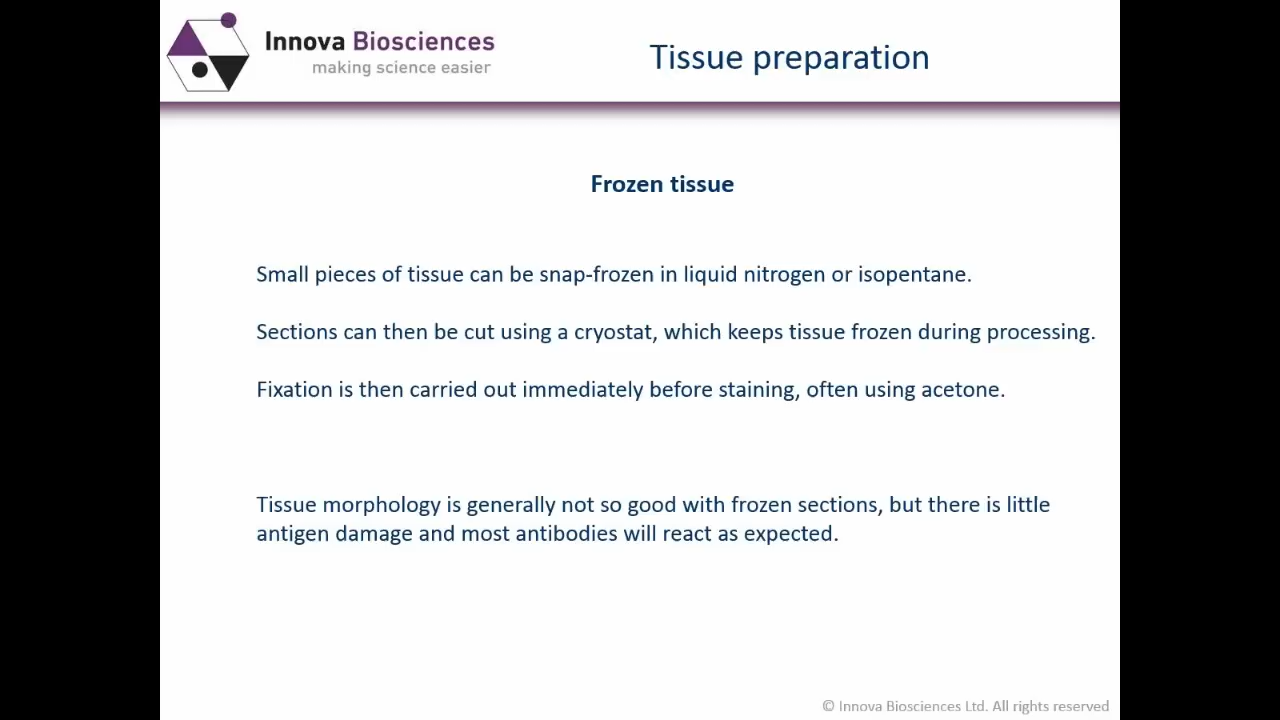 Innova Biosciences
making science easier
Tissue preparation
Frozen tissue
Small pieces of tissue can be snap-frozen in liquid nitrogen or isopentane.
Sections can then be cut using a cryostat, which keeps tissue frozen during processing.
Fixation is then carried out immediately before staining, often using acetone.
Tissue morphology is generally not so good with frozen sections, but there is little
antigen damage and most antibodies will react as expected.
© Innova Biosciences Ltd. All rights reserved